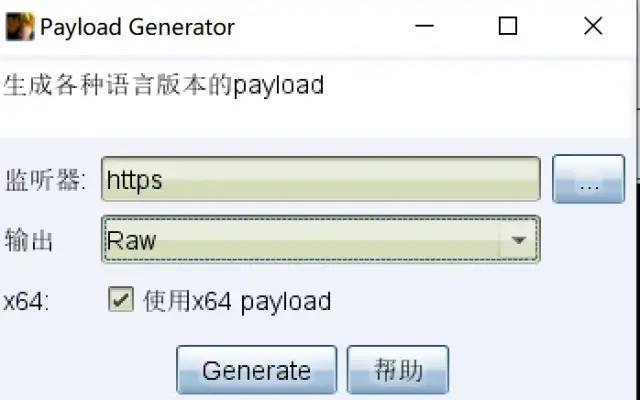 Payload Generator
生成各种语言版本的payload
监听器: https ...
输出 Raw
x64: 使用x64 payload
Generate 帮助